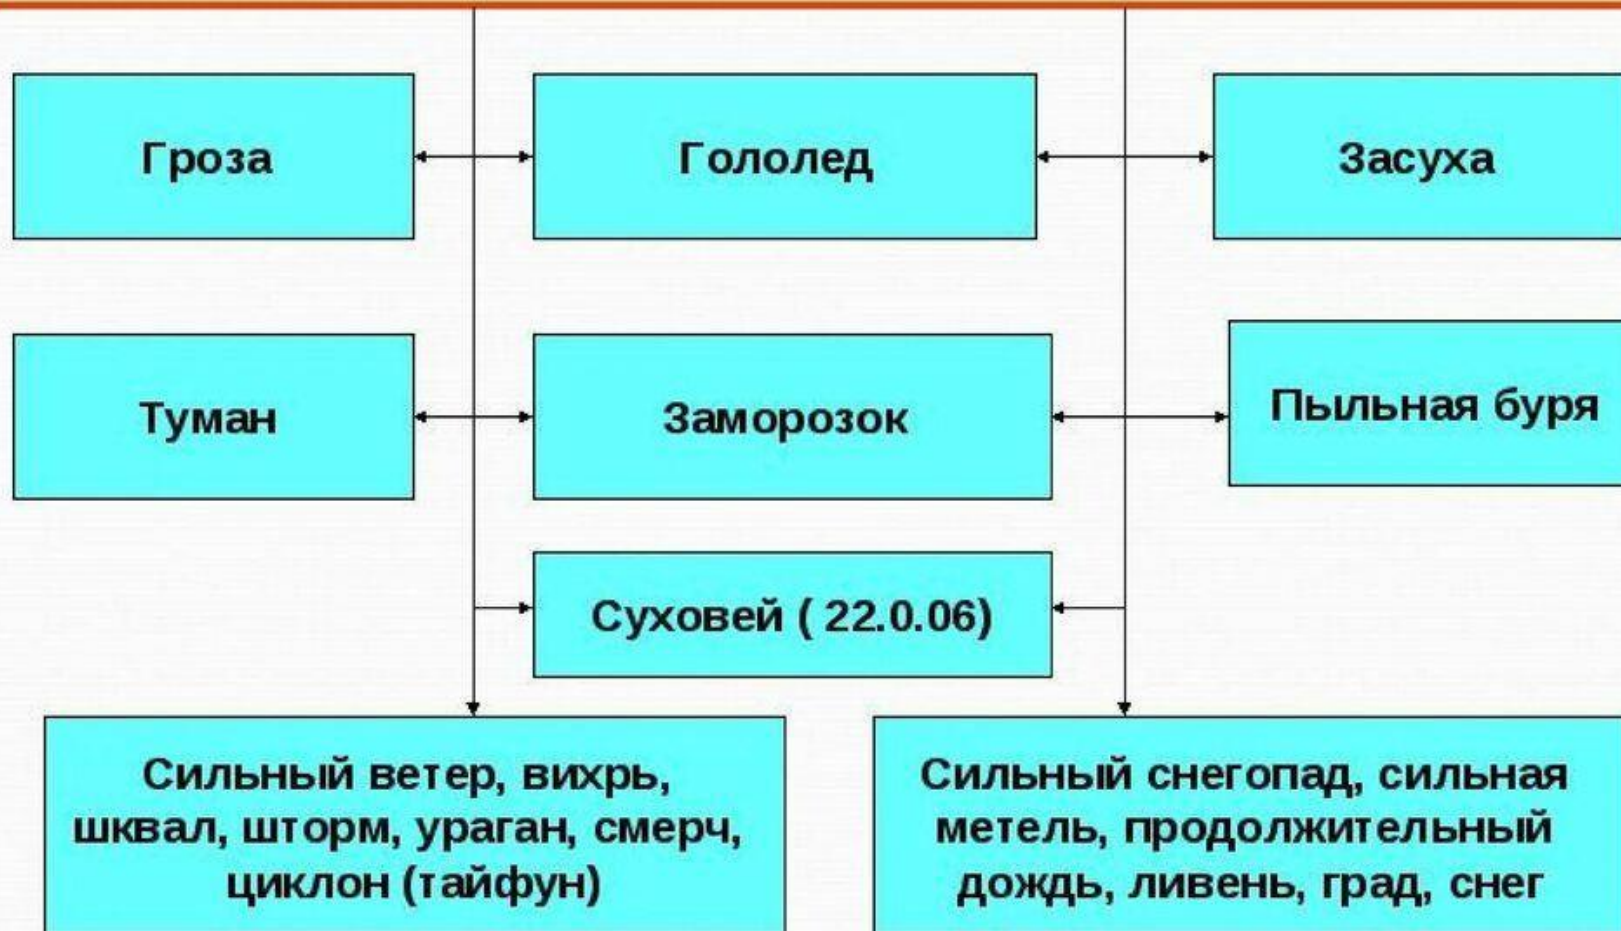 Гроза
Гололед
Засуха
Туман
Заморозок
Пыльная буря
Суховей ( 22.0.06)
Сильный ветер, вихрь,
шквал, шторм, ураган, смерч,
циклон (тайфун)
Сильный снегопад, сильная
метель, продолжительный
дождь, ливень, град, снег